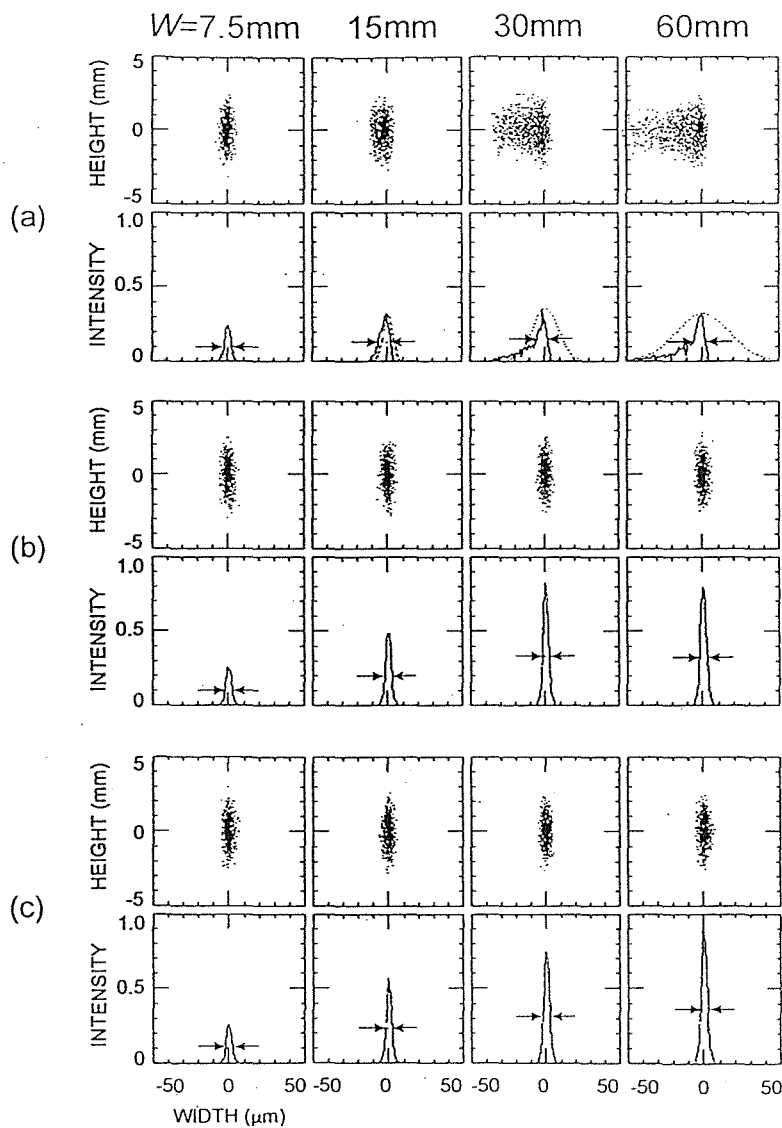 W=7.5mm 15mm 30mm 60mm
(a)
HEIGHT (mm)
5
0
-5
INTENSITY
1.0
0.5
0
(b)
HEIGHT (mm)
5
0
-5
INTENSITY
1.0
0.5
0
(c)
HEIGHT (mm)
5
0
-5
INTENSITY
1.0
0.5
0
-50 0 50 -50 0 50 -50 0 50 -50 0 50
WIDTH (μm)